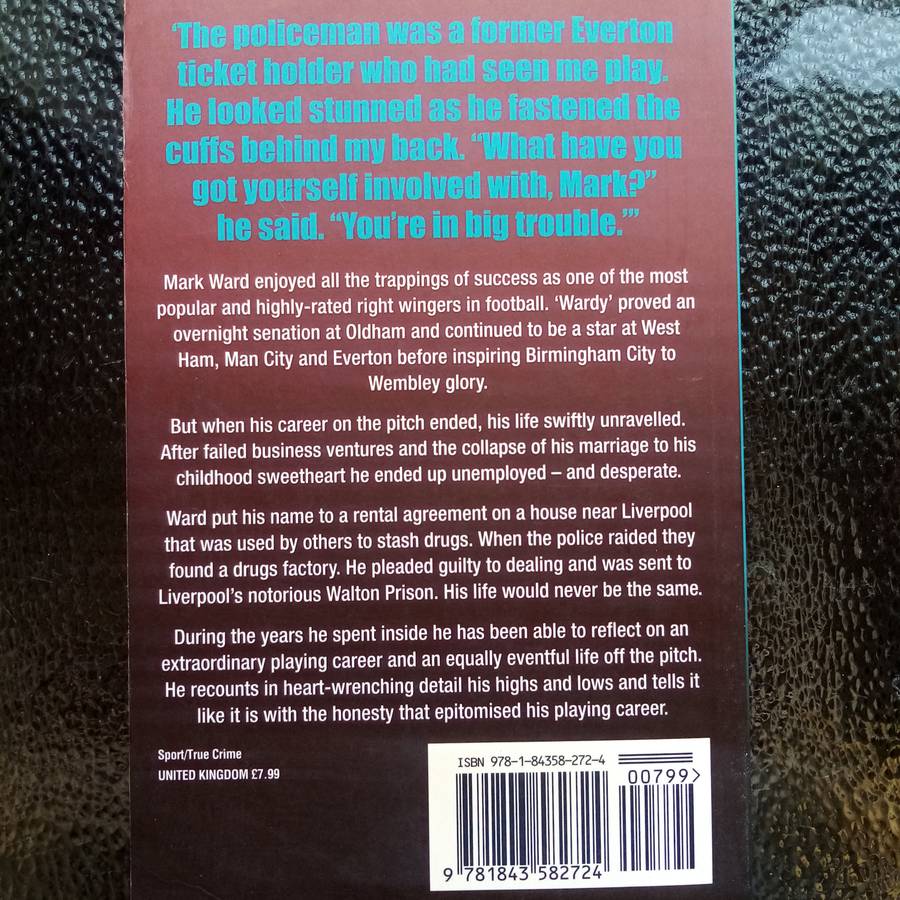 ‘The policeman was a former Everton
ticket holder who had seen me play.
He looked stunned as he fastened the
cuffs behind my back. “What have you
got yourself involved with, Mark?”
he said. “You’re in big trouble.”’
Mark Ward enjoyed all the trappings of success as one of the most
popular and highly-rated right wingers in football. ‘Wardy’ proved an
overnight senation at Oldham and continued to be a star at West
Ham, Man City and Everton before inspiring Birmingham City to
Wembley glory.
But when his career on the pitch ended, his life swiftly unravelled.
After failed business ventures and the collapse of his marriage to his
childhood sweetheart he ended up unemployed – and desperate.
Ward put his name to a rental agreement on a house near Liverpool
that was used by others to stash drugs. When the police raided they
found a drugs factory. He pleaded guilty to dealing and was sent to
Liverpool’s notorious Walton Prison. His life would never be the same.
During the years he spent inside he has been able to reflect on an
extraordinary playing career and an equally eventful life off the pitch.
He recounts in heart-wrenching detail his highs and lows and tells it
like it is with the honesty that epitomised his playing career.
Sport/True Crime
UNITED KINGDOM £7.99
ISBN 978-1-84358-272-4
00799>
9 781843 582724